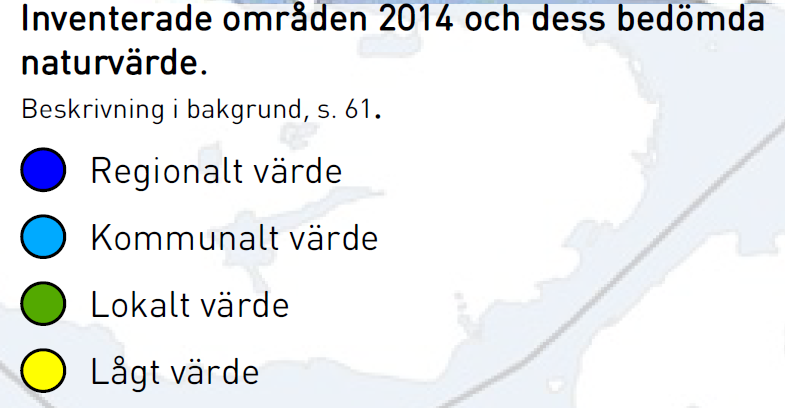 Inventerade områden 2014 och dess bedömda
naturvärde.
Beskrivning i bakgrund, s. 61.
Regionalt värde
Kommunalt värde
Lokalt värde
Lågt värde